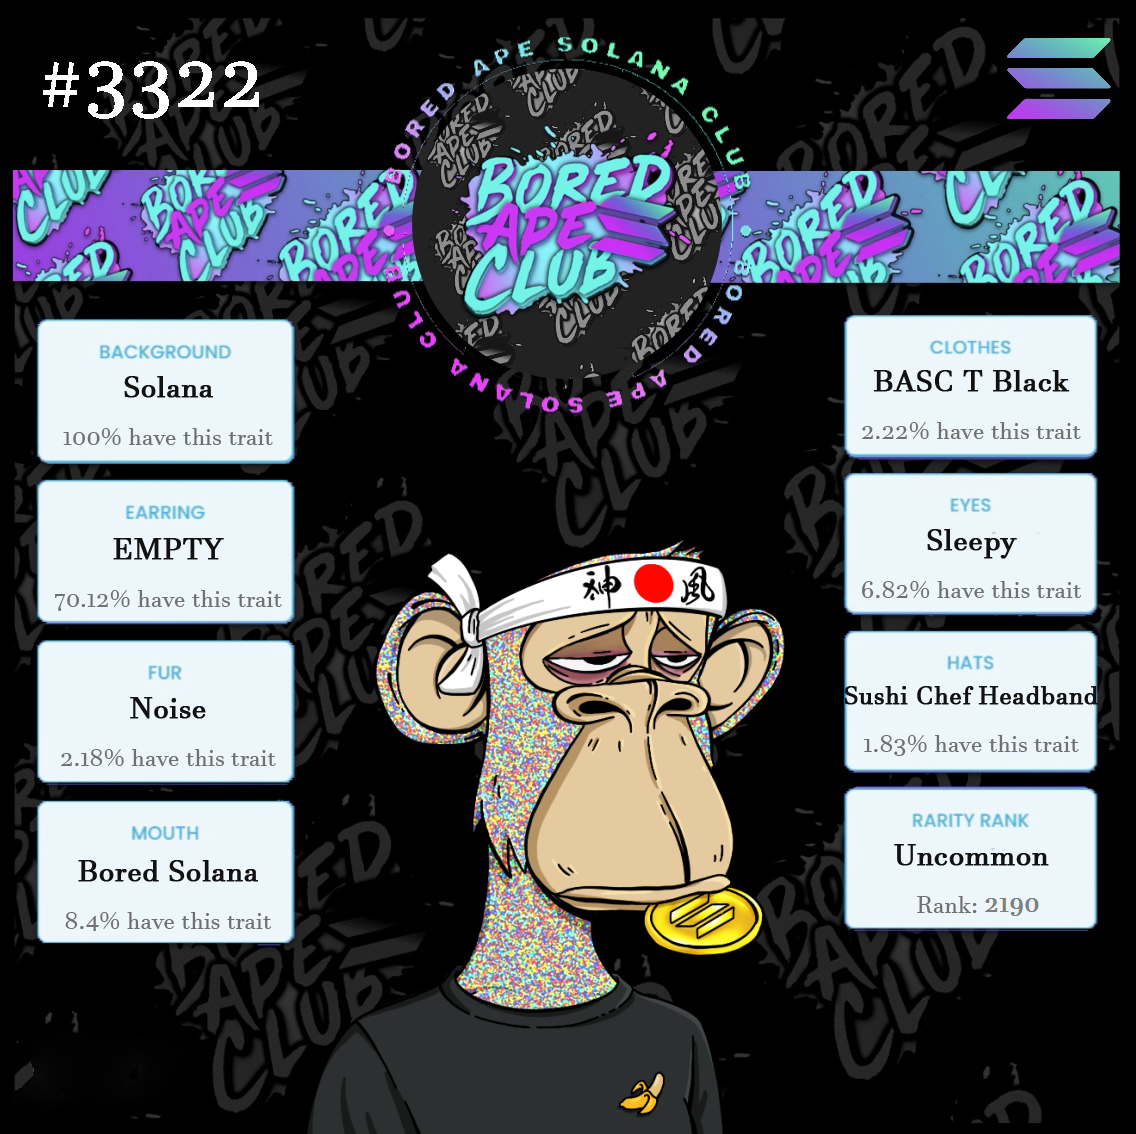 #3322
BORED APE SOLANA CLUB
BORED
APE
CLUB
BORED APE SOLANA CLUB
BACKGROUND
Solana
100% have this trait
EARRING
EMPTY
70.12% have this trait
FUR
Noise
2.18% have this trait
MOUTH
Bored Solana
8.4% have this trait
CLOTHES
BASC T Black
2.22% have this trait
EYES
Sleepy
6.82% have this trait
HATS
Sushi Chef Headband
1.83% have this trait
RARITY RANK
Uncommon
Rank: 2190
神 風